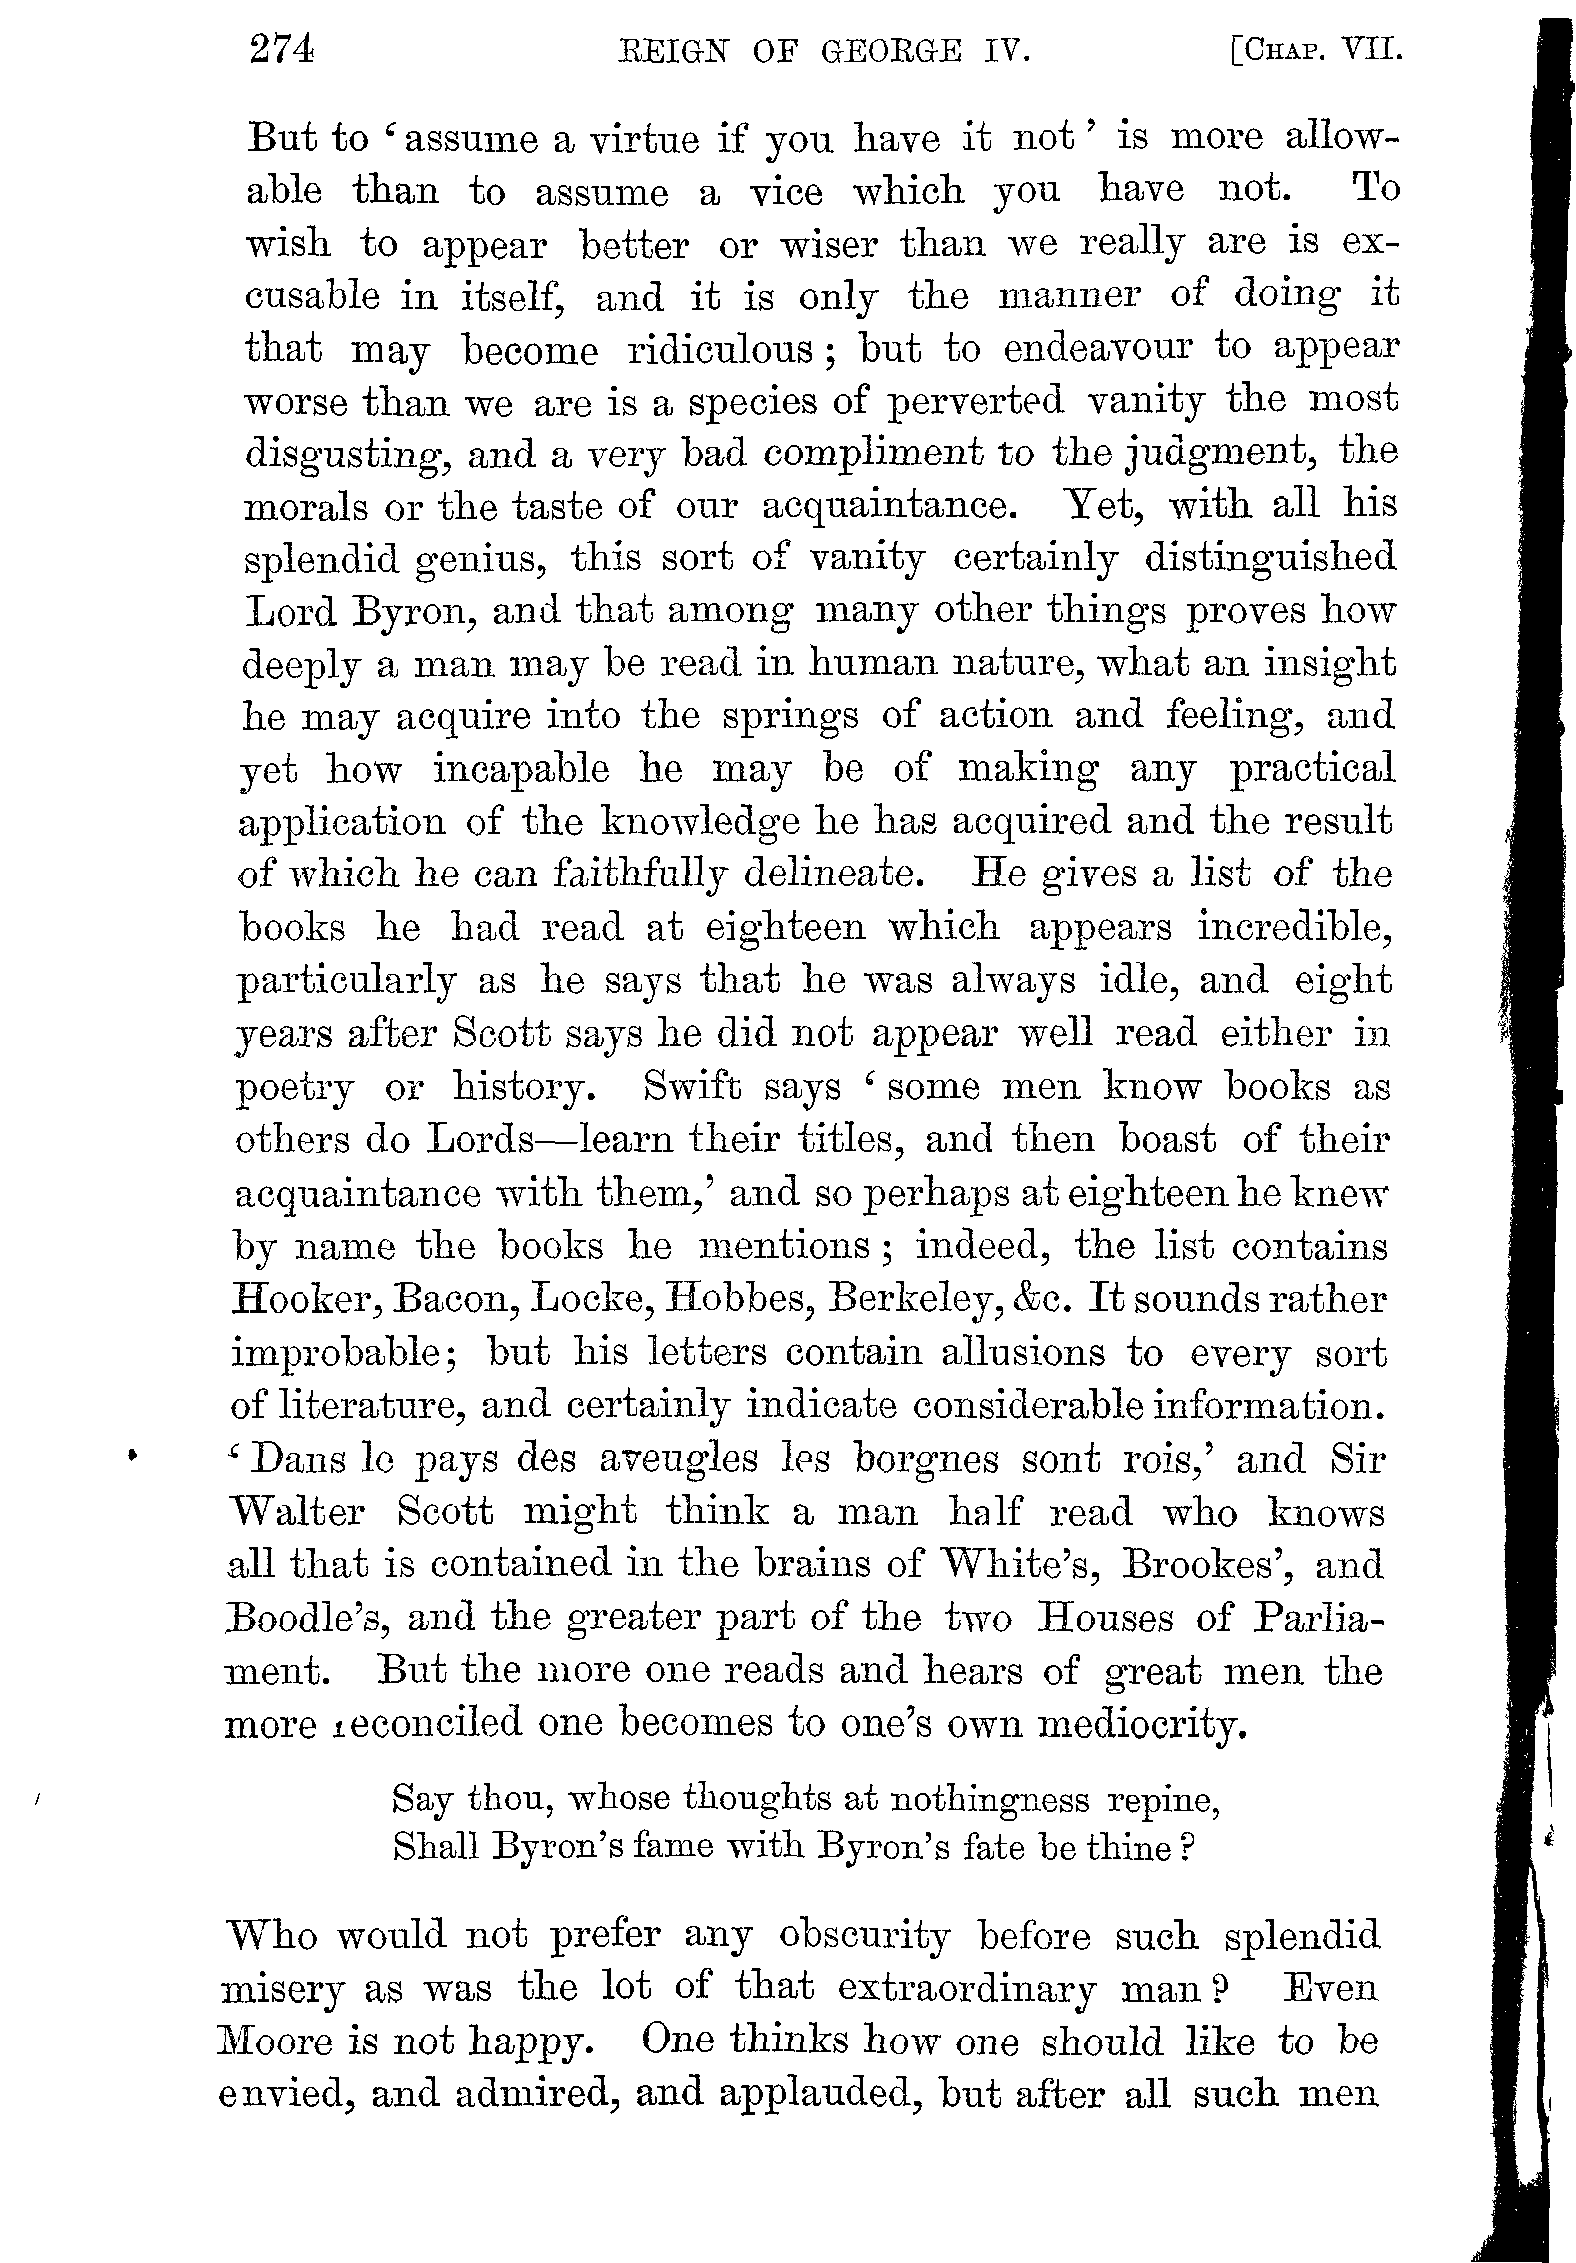 274 REIGN OF GEORGE IV. [CHAP. VII.
But to ‘assume a virtue if you have it not’ is more allow-
able than to assume a vice which you have not. To
wish to appear better or wiser than we really are is ex-
cusable in itself, and it is only the manner of doing it
that may become ridiculous; but to endeavour to appear
worse than we are is a species of perverted vanity the most
disgusting, and a very bad compliment to the judgment, the
morals or the taste of our acquaintance. Yet, with all his
splendid genius, this sort of vanity certainly distinguished
Lord Byron, and that among many other things proves how
deeply a man may be read in human nature, what an insight
he may acquire into the springs of action and feeling, and
yet how incapable he may be of making any practical
application of the knowledge he has acquired and the result
of which he can faithfully delineate. He gives a list of the
books he had read at eighteen which appears incredible,
particularly as he says that he was always idle, and eight
years after Scott says he did not appear well read either in
poetry or history. Swift says ‘some men know books as
others do Lords—learn their titles, and then boast of their
acquaintance with them,’ and so perhaps at eighteen he knew
by name the books he mentions; indeed, the list contains
Hooker, Bacon, Locke, Hobbes, Berkeley, &c. It sounds rather
improbable; but his letters contain allusions to every sort
of literature, and certainly indicate considerable information.
‘Dans le pays des aveugles les borgnes sont rois,’ and Sir
Walter Scott might think a man half read who knows
all that is contained in the brains of White's, Brookes', and
Boodle's, and the greater part of the two Houses of Parlia-
ment. But the more one reads and hears of great men the
more reconciled one becomes to one's own mediocrity.
Say thou, whose thoughts at nothingness repine,
Shall Byron's fame with Byron's fate be thine?
Who would not prefer any obscurity before such splendid
misery as was the lot of that extraordinary man? Even
Moore is not happy. One thinks how one should like to be
envied, and admired, and applauded, but after all such men